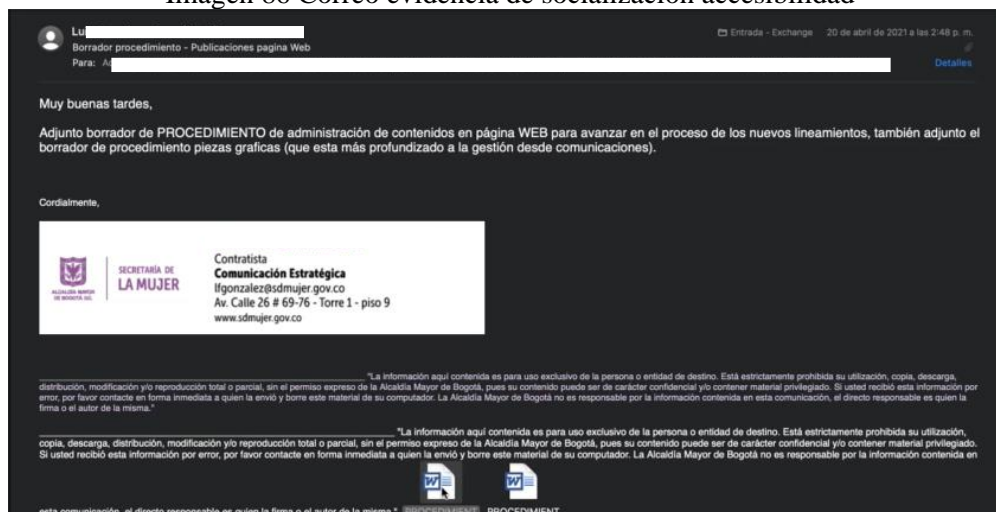 Imagen 88 Correo evidencia de socialización accesibilidad
Lu
Entrada - Exchange 20 de abril de 2021 a las 2:48 p. m.
Borrador procedimiento - Publicaciones pagina Web
Para:
Detalles
Muy buenas tardes,
Adjunto borrador de PROCEDIMIENTO de administración de contenidos en página WEB para avanzar en el proceso de los nuevos lineamientos, también adjunto el
borrador de procedimiento piezas graficas (que esta más profundizado a la gestión desde comunicaciones).
Cordialmente,
ALCALDÍA MAYOR
DE BOGOTÁ D.C.
SECRETARÍA DE
LA MUJER
Contratista
Comunicación Estratégica
lfgonzalez@sdmujer.gov.co
Av. Calle 26 # 69-76 - Torre 1 - piso 9
www.sdmujer.gov.co
"La información aquí contenida es para uso exclusivo de la persona o entidad de destino. Está estrictamente prohibida su utilización, copia, descarga,
distribución, modificación y/o reproducción total o parcial, sin el permiso expreso de la Alcaldía Mayor de Bogotá, pues su contenido puede ser de carácter confidencial y/o contener material privilegiado. Si usted recibió esta información por
error, por favor contacte en forma inmediata a quien la envió y borre este material de su computador. La Alcaldía Mayor de Bogotá no es responsable por la información contenida en esta comunicación, el directo responsable es quien la
firma o el autor de la misma."
"La información aquí contenida es para uso exclusivo de la persona o entidad de destino. Está estrictamente prohibida su utilización,
copia, descarga, distribución, modificación y/o reproducción total o parcial, sin el permiso expreso de la Alcaldía Mayor de Bogotá, pues su contenido puede ser de carácter confidencial y/o contener material privilegiado.
Si usted recibió esta información por error, por favor contacte en forma inmediata a quien la envió y borre este material de su computador. La Alcaldía Mayor de Bogotá no es responsable por la información contenida en
esta comunicación, el directo responsable es quien la firma o el autor de la misma." PROCEDIMIENT PROCEDIMIENT